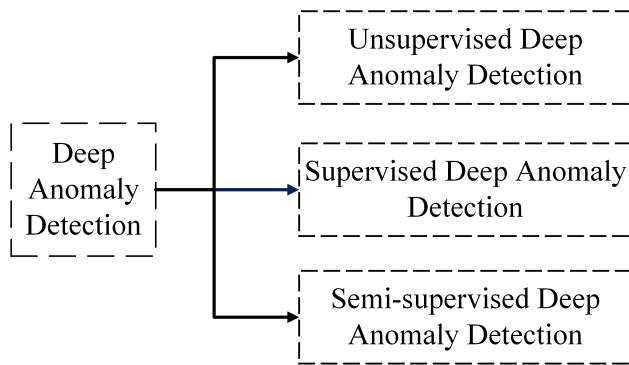 Deep
Anomaly
Detection
Unsupervised Deep
Anomaly Detection
Supervised Deep Anomaly
Detection
Semi-supervised Deep
Anomaly Detection